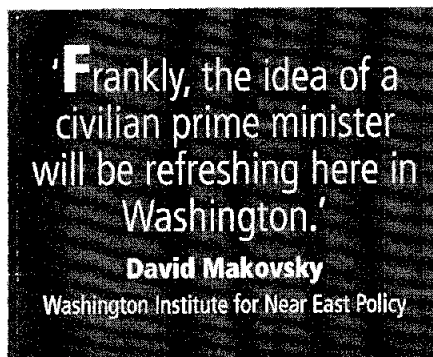 'Frankly, the idea of a
civilian prime minister
will be refreshing here in
Washington.'
David Makovsky
Washington Institute for Near East Policy